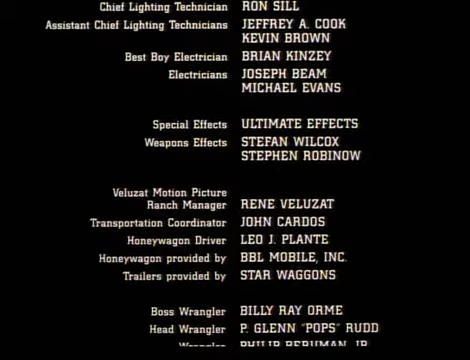 Chief Lighting Technician RON SILL
Assistant Chief Lighting Technicians JEFFREY A. COOK
KEVIN BROWN
Best Boy Electrician BRIAN KINZEY
Electricians JOSEPH BEAM
MICHAEL EVANS
Special Effects ULTIMATE EFFECTS
Weapons Effects STEFAN WILCOX
STEPHEN ROBINOW
Veluzat Motion Picture
Ranch Manager RENE VELUZAT
Transportation Coordinator JOHN CARDOS
Honeywagon Driver LEO J. PLANTE
Honeywagon provided by BBL MOBILE, INC.
Trailers provided by STAR WAGGONS
Boss Wrangler BILLY RAY ORME
Head Wrangler P. GLENN "POPS" RUDD
Wrangler PHILIP